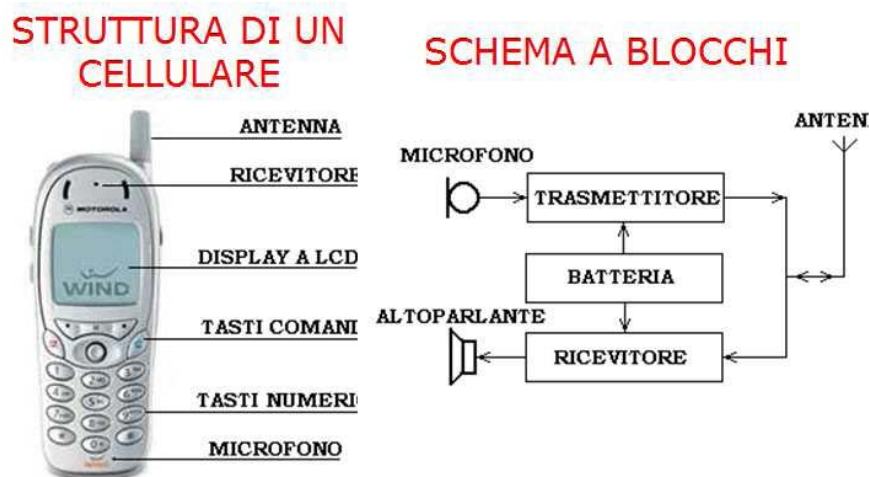 STRUTTURA DI UN
CELLULARE
ANTENNA
RICEVITORE
MOTOROLA
DISPLAY A LCD
WIND
TASTI COMANI
TASTI NUMERIC
MICROFONO
SCHEMA A BLOCCHI
ANTENN
MICROFONO
TRASMETTITORE
BATTERIA
ALTOPARLANTE
RICEVITORE